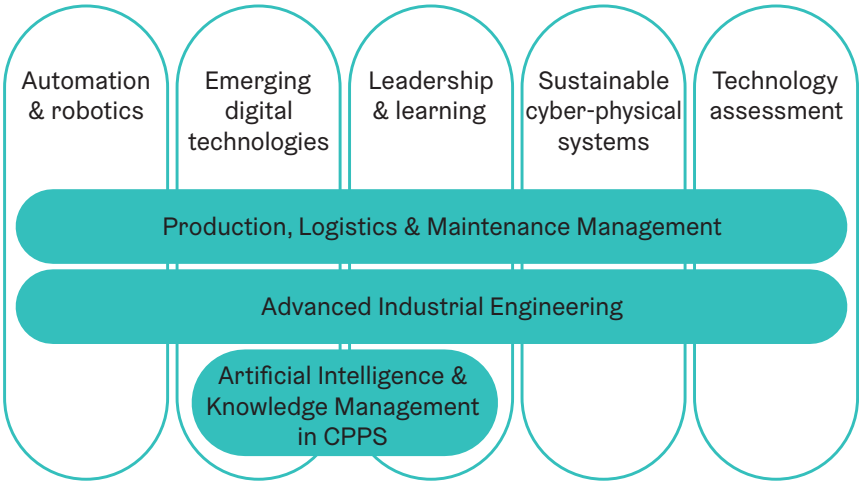 Automation
& robotics
Emerging
digital
technologies
Leadership
& learning
Sustainable
cyber-physical
systems
Technology
assessment
Production, Logistics & Maintenance Management
Advanced Industrial Engineering
Artificial Intelligence &
Knowledge Management
in CPPS